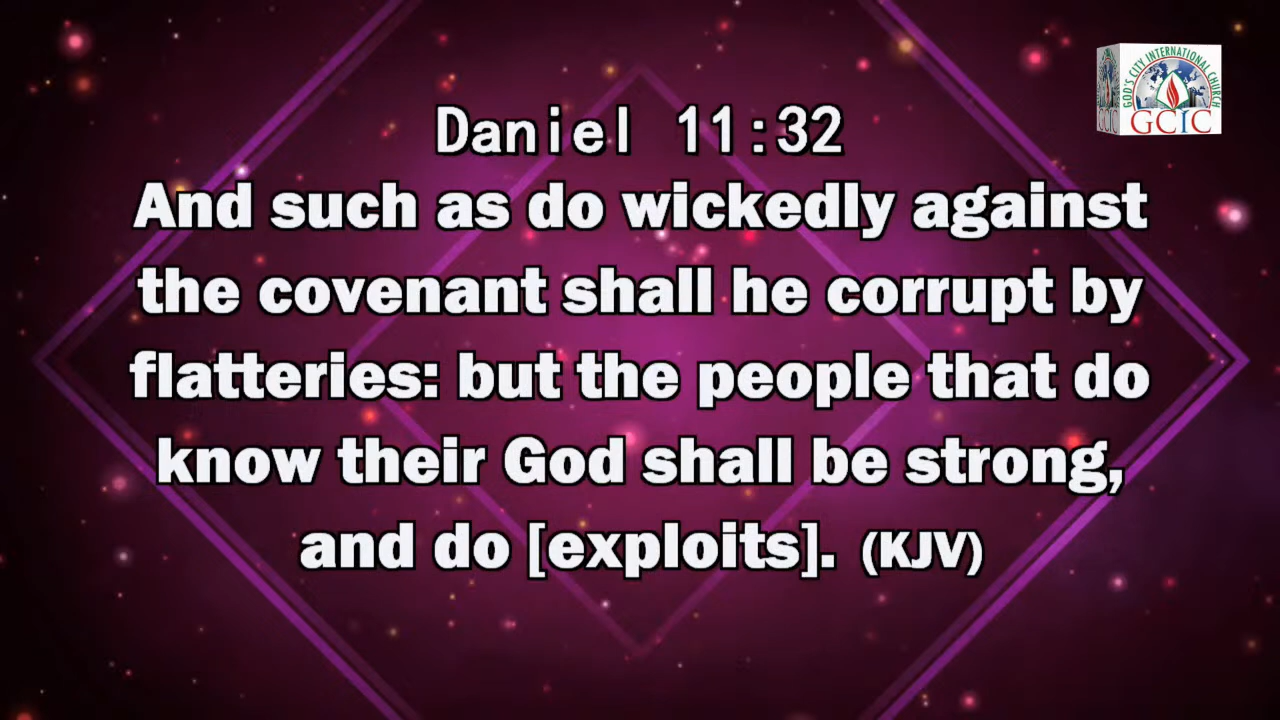 GOD'S CITY INTERNATIONAL CHURCH
GCIC
GCIC
Daniel 11:32
And such as do wickedly against
the covenant shall he corrupt by
flatteries: but the people that do
know their God shall be strong,
and do [exploits]. (KJV)